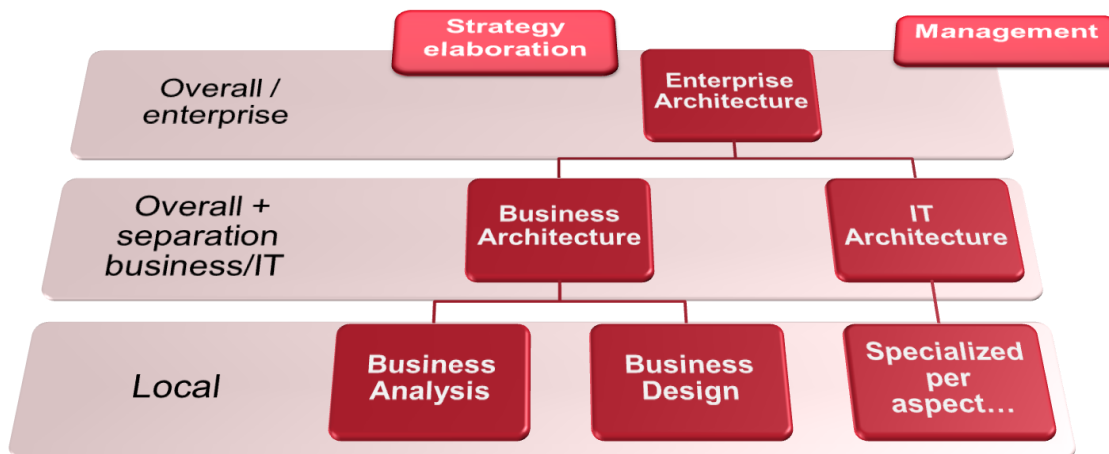 Strategy
elaboration
Management
Overall /
enterprise
Enterprise
Architecture
Overall +
separation
business/IT
Business
Architecture
IT
Architecture
Local
Business
Analysis
Business
Design
Specialized
per
aspect…